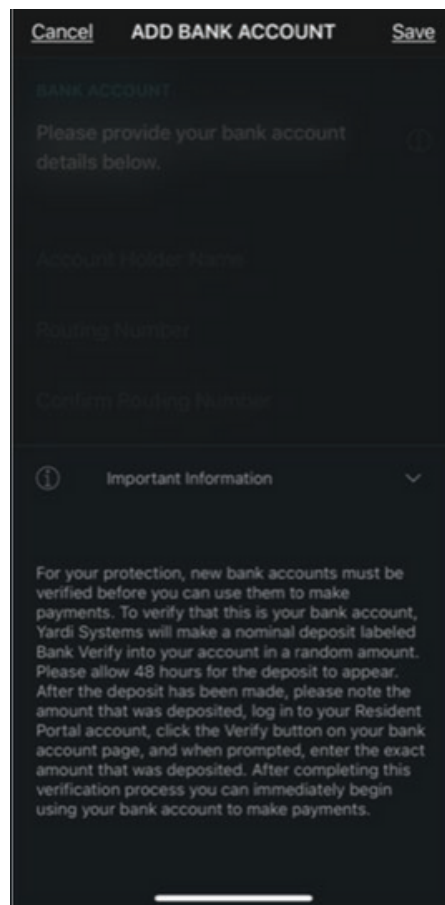 Cancel ADD BANK ACCOUNT Save
BANK ACCOUNT
Please provide your bank account
details below.
Account Holder Name
Routing Number
Confirm Routing Number
Important Information
For your protection, new bank accounts must be
verified before you can use them to make
payments. To verify that this is your bank account,
Yardi Systems will make a nominal deposit labeled
Bank Verify into your account in a random amount.
Please allow 48 hours for the deposit to appear.
After the deposit has been made, please note the
amount that was deposited, log in to your Resident
Portal account, click the Verify button on your bank
account page, and when prompted, enter the exact
amount that was deposited. After completing this
verification process you can immediately begin
using your bank account to make payments.